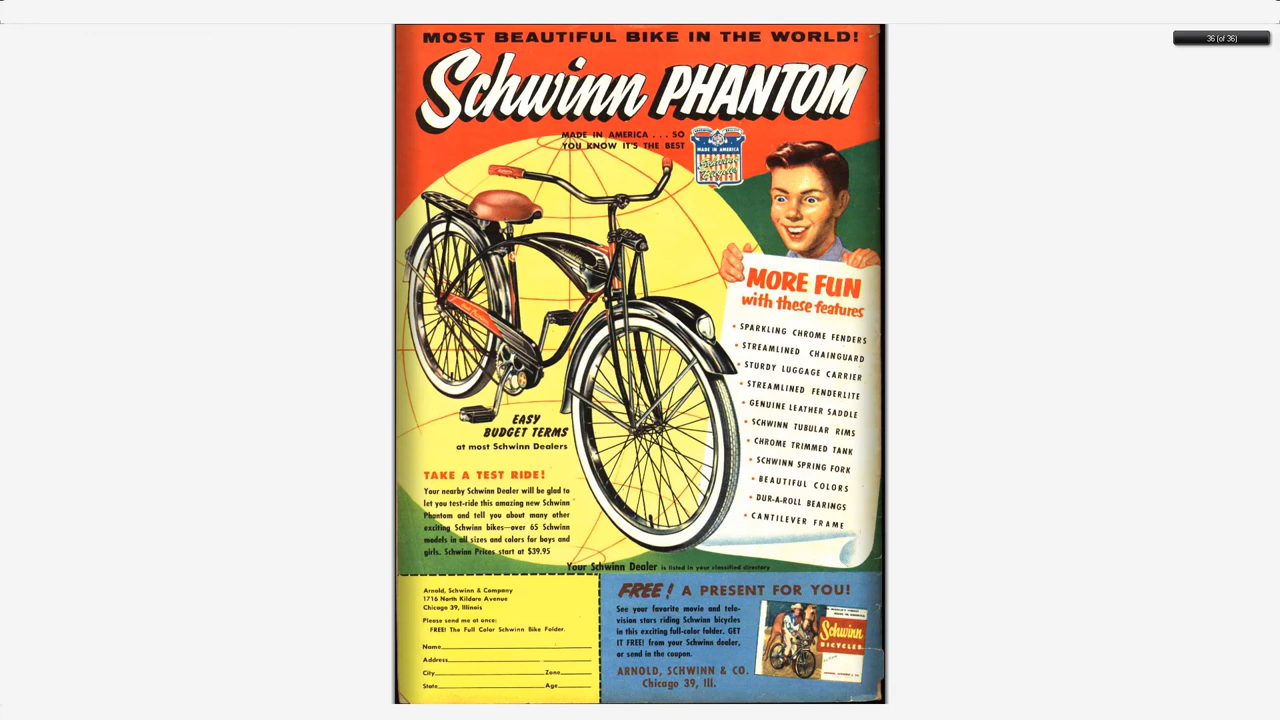 36 (of 36)
MOST BEAUTIFUL BIKE IN THE WORLD!
Schwinn PHANTOM
MADE IN AMERICA . . . SO
YOU KNOW IT'S THE BEST
MADE IN AMERICA
MORE FUN
with these features
• SPARKLING CHROME FENDERS
• STREAMLINED CHAINGUARD
• STURDY LUGGAGE CARRIER
• STREAMLINED FENDERLITE
• GENUINE LEATHER SADDLE
• SCHWINN TUBULAR RIMS
• CHROME TRIMMED TANK
• SCHWINN SPRING FORK
• BEAUTIFUL COLORS
• DUR-A-ROLL BEARINGS
• CANTILEVER FRAME
EASY
BUDGET TERMS
at most Schwinn Dealers
TAKE A TEST RIDE!
Your nearby Schwinn Dealer will be glad to
let you test-ride this amazing new Schwinn
Phantom and tell you about many other
exciting Schwinn bikes—over 65 Schwinn
models in all sizes and colors for boys and
girls. Schwinn Prices start at $39.95
Your Schwinn Dealer is listed in your classified directory
Arnold, Schwinn & Company
1716 North Kildare Avenue
Chicago 39, Illinois
Please send me at once:
FREE! The Full Color Schwinn Bike Folder.
Name
Address
City Zone
State Age
FREE! A PRESENT FOR YOU!
See your favorite movie and tele-
vision stars riding Schwinn bicycles
in this exciting full-color folder. GET
IT FREE! from your Schwinn dealer,
or send in the coupon.
ARNOLD, SCHWINN & CO.
Chicago 39, Ill.
Schwinn
BICYCLES